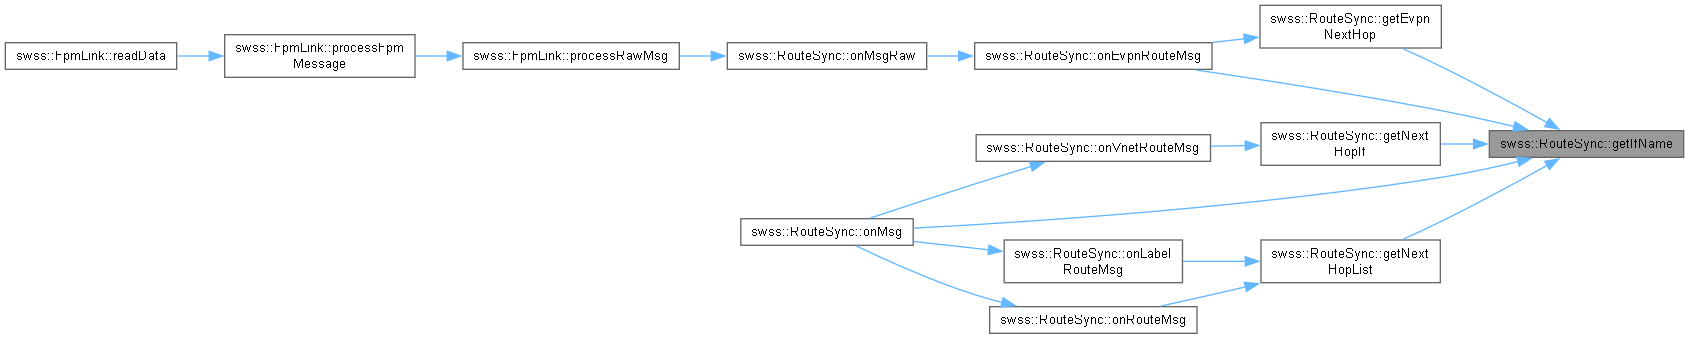 swss::RouteSync::getEvpn
NextHop
swss::FpmLink::readData
swss::FpmLink::processFpm
Message
swss::FpmLink::processRawMsg
swss::RouteSync::onMsgRaw
swss::RouteSync::onEvpnRouteMsg
swss::RouteSync::getNext
HopIf
swss::RouteSync::onVnetRouteMsg
swss::RouteSync::getIfName
swss::RouteSync::onMsg
swss::RouteSync::onLabel
RouteMsg
swss::RouteSync::getNext
HopList
swss::RouteSync::onRouteMsg